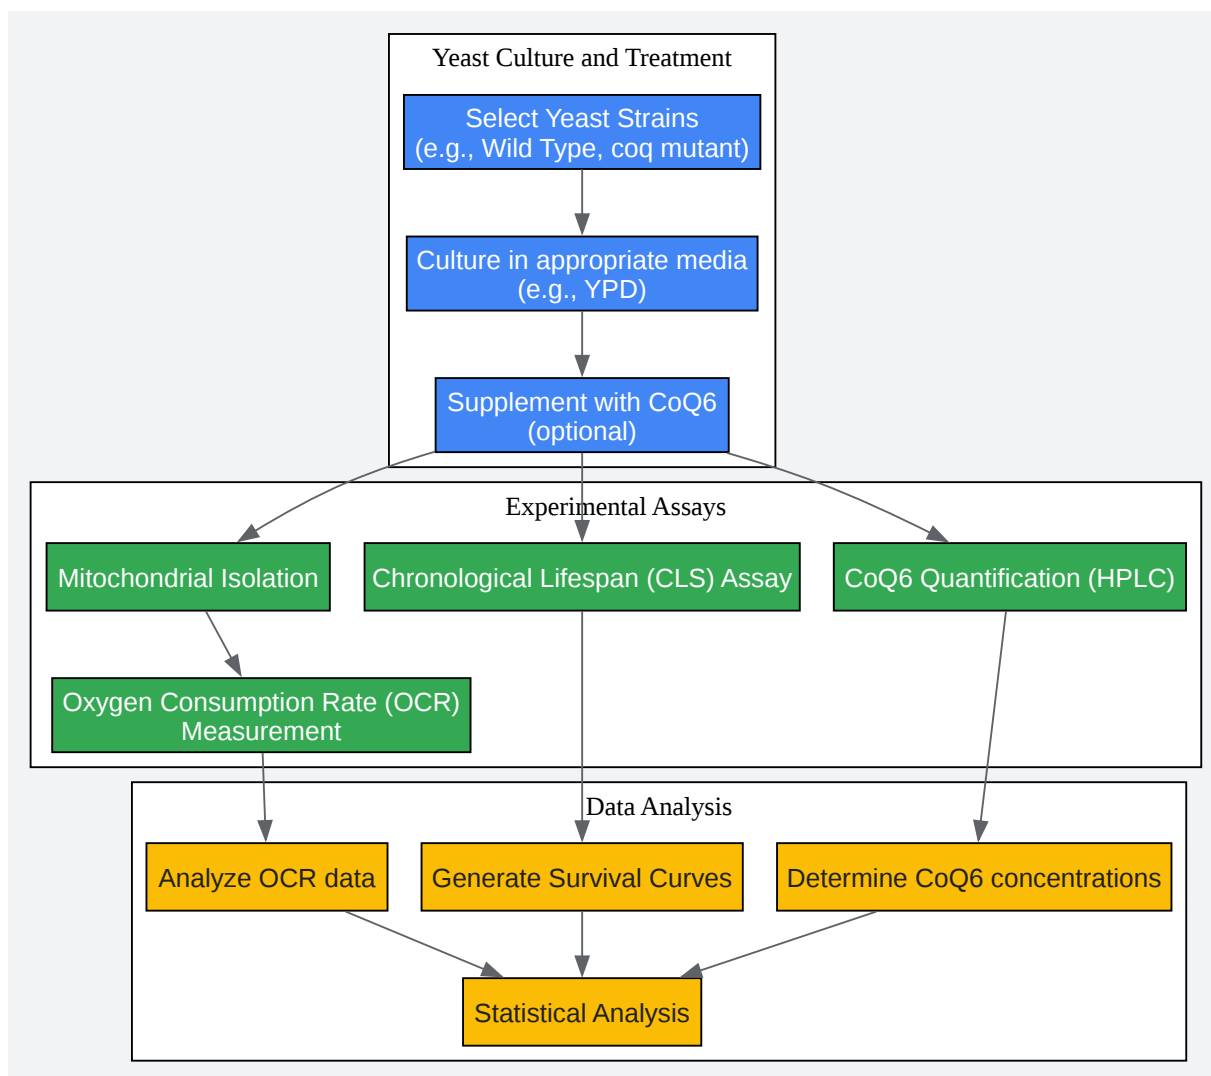 Yeast Culture and Treatment
Select Yeast Strains
(e.g., Wild Type, coq mutant)
Culture in appropriate media
(e.g., YPD)
Supplement with CoQ6
(optional)
Experimental Assays
Mitochondrial Isolation
Chronological Lifespan (CLS) Assay
CoQ6 Quantification (HPLC)
Oxygen Consumption Rate (OCR)
Measurement
Data Analysis
Analyze OCR data
Generate Survival Curves
Determine CoQ6 concentrations
Statistical Analysis